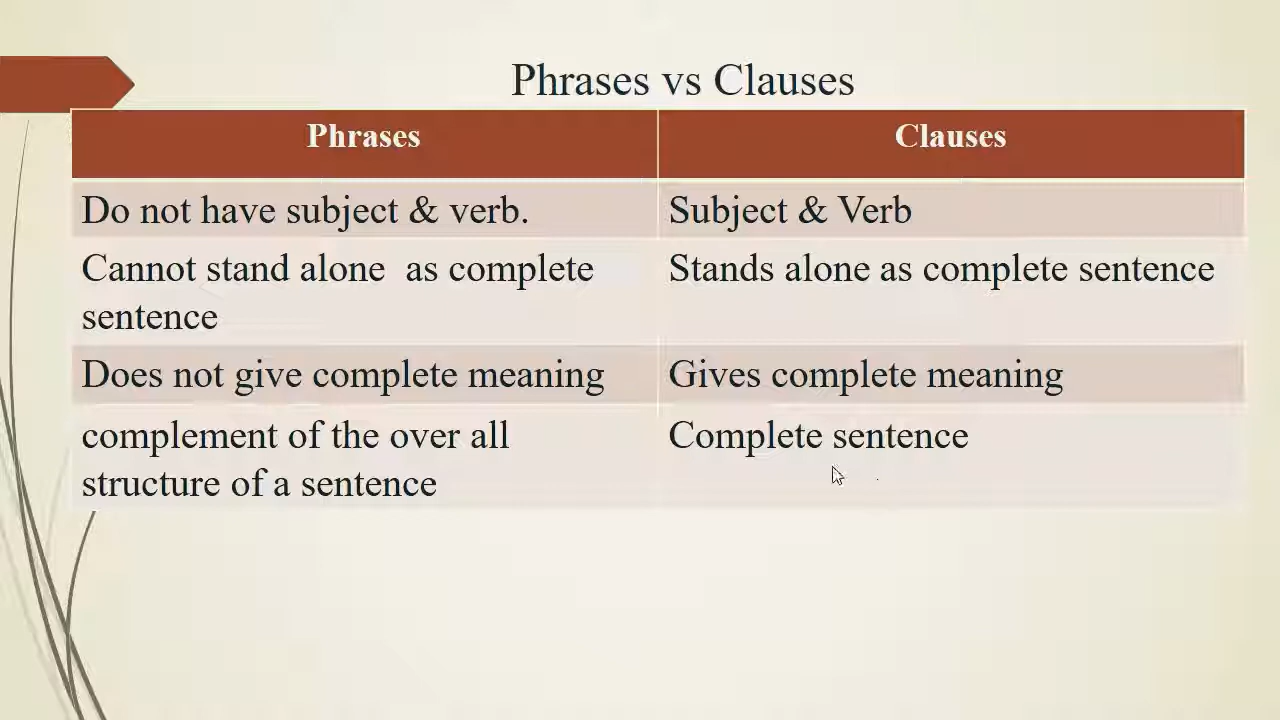 Phrases vs Clauses
Phrases
Clauses
Do not have subject & verb.
Subject & Verb
Cannot stand alone as complete
sentence
Stands alone as complete sentence
Does not give complete meaning
Gives complete meaning
complement of the over all
structure of a sentence
Complete sentence